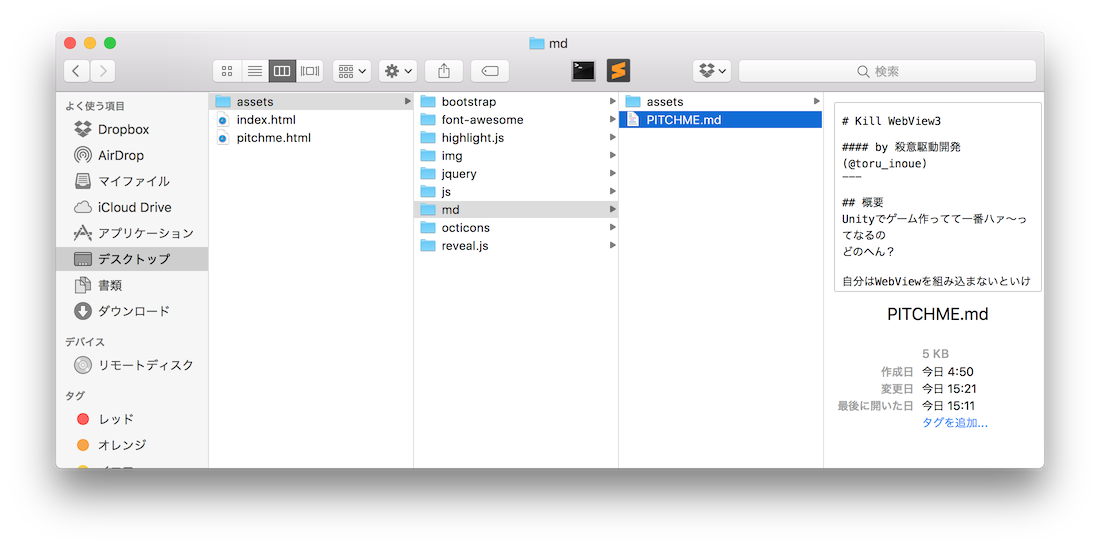 md
検索
よく使う項目
Dropbox
AirDrop
マイファイル
iCloud Drive
アプリケーション
デスクトップ
書類
ダウンロード
デバイス
リモートディスク
タグ
レッド
オレンジ
assets
index.html
pitchme.html
bootstrap
font-awesome
highlight.js
img
jquery
js
md
octicons
reveal.js
assets
PITCHME.md
# Kill WebView3
#### by 殺意駆動開発
(@toru_inoue)
---
## 概要
Unityでゲーム作ってて一番ハァ〜っ
てなるの
どのへん？
自分はWebViewを組み込まないといけ
PITCHME.md
5 KB
作成日 今日 4:50
変更日 今日 15:21
最後に開いた日 今日 15:11
タグを追加...